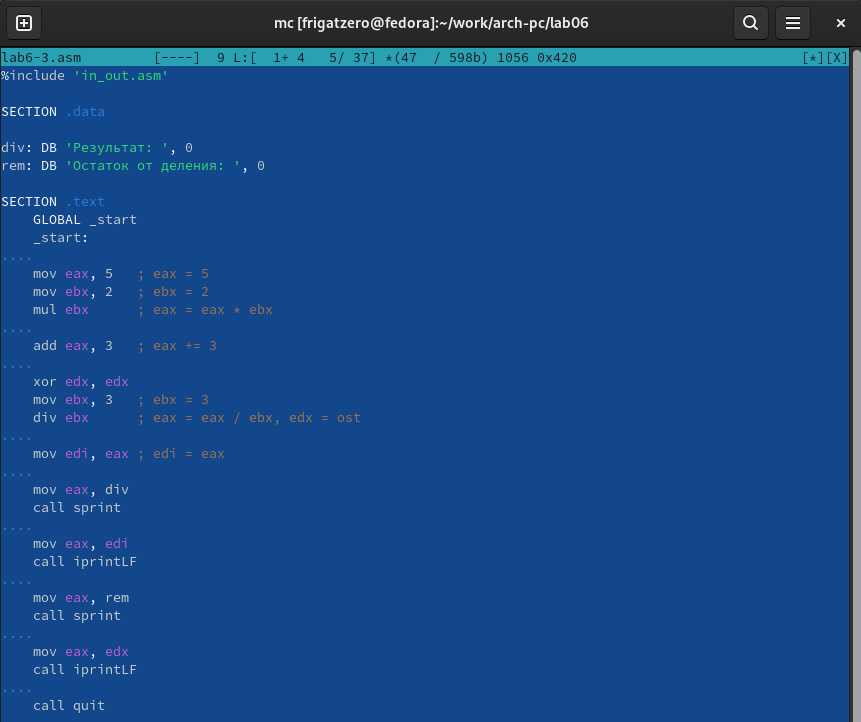 mc [frigatzero@fedora]:~/work/arch-pc/lab06
lab6-3.asm         [----]  9 L:[  1+ 4   5/ 37] *(47  / 598b) 1056 0x420                            [*][X]
%include 'in_out.asm'

SECTION .data

div: DB 'Результат: ', 0
rem: DB 'Остаток от деления: ', 0

SECTION .text
    GLOBAL _start
    _start:
....
    mov eax, 5   ; eax = 5
    mov ebx, 2   ; ebx = 2
    mul ebx      ; eax = eax * ebx
....
    add eax, 3   ; eax += 3
....
    xor edx, edx
    mov ebx, 3   ; ebx = 3
    div ebx      ; eax = eax / ebx, edx = ost
....
    mov edi, eax ; edi = eax
....
    mov eax, div
    call sprint
....
    mov eax, edi
    call iprintLF
....
    mov eax, rem
    call sprint
....
    mov eax, edx
    call iprintLF
....
    call quit